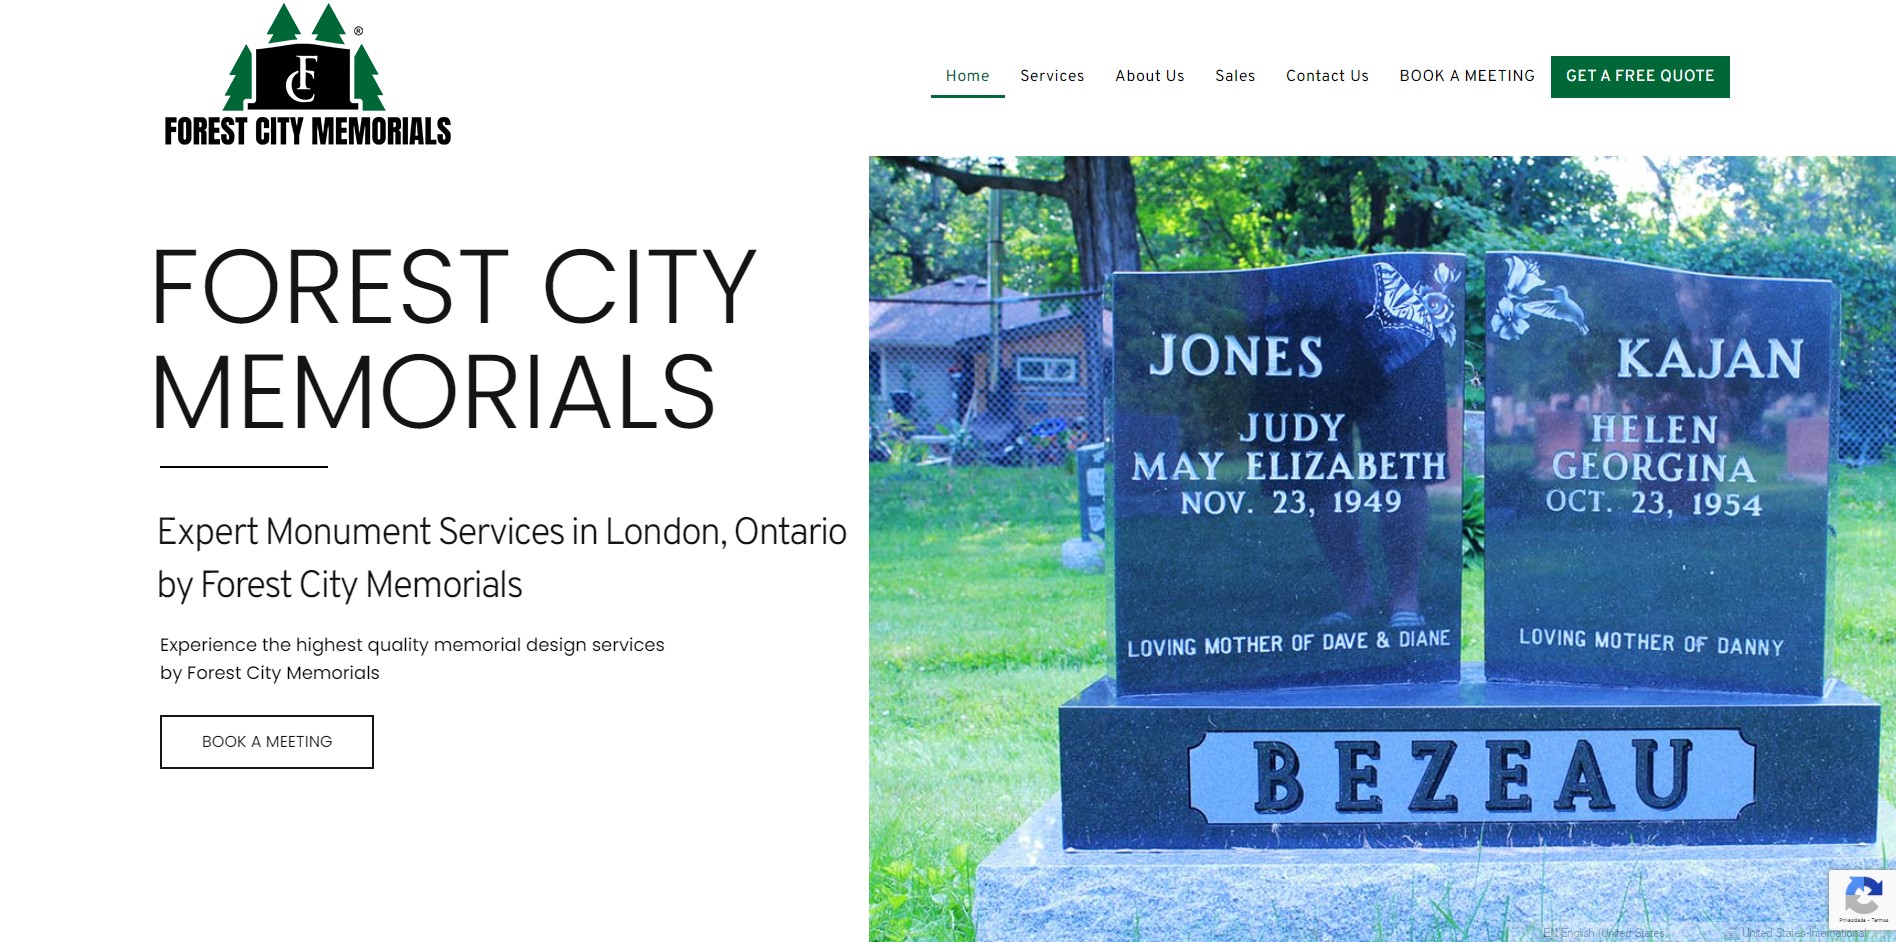 ®
FC
FOREST CITY MEMORIALS
Home Services About Us Sales Contact Us BOOK A MEETING GET A FREE QUOTE
FOREST CITY
MEMORIALS
Expert Monument Services in London, Ontario
by Forest City Memorials
Experience the highest quality memorial design services
by Forest City Memorials
BOOK A MEETING
JONES
JUDY
MAY ELIZABETH
NOV. 23, 1949
LOVING MOTHER OF DAVE & DIANE
KAJAN
HELEN
GEORGINA
OCT. 23, 1954
LOVING MOTHER OF DANNY
BEZEAU
Privacidade - Termos
EN English (United States)
United States-International